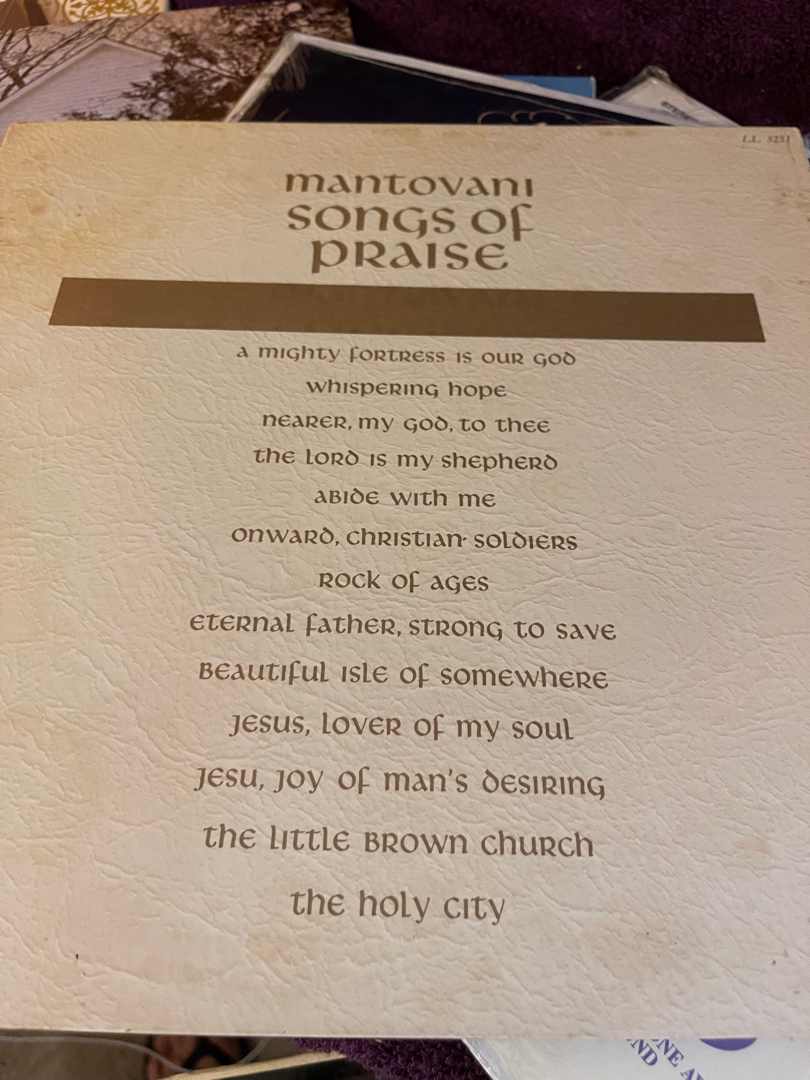 LL 3251
mantovani
songs of
praise
a mighty fortress is our god
whispering hope
nearer, my god, to thee
the lord is my shepherd
abide with me
onward, christian soldiers
rock of ages
eternal father, strong to save
beautiful isle of somewhere
jesus, lover of my soul
jesu, joy of man's desiring
the little brown church
the holy city